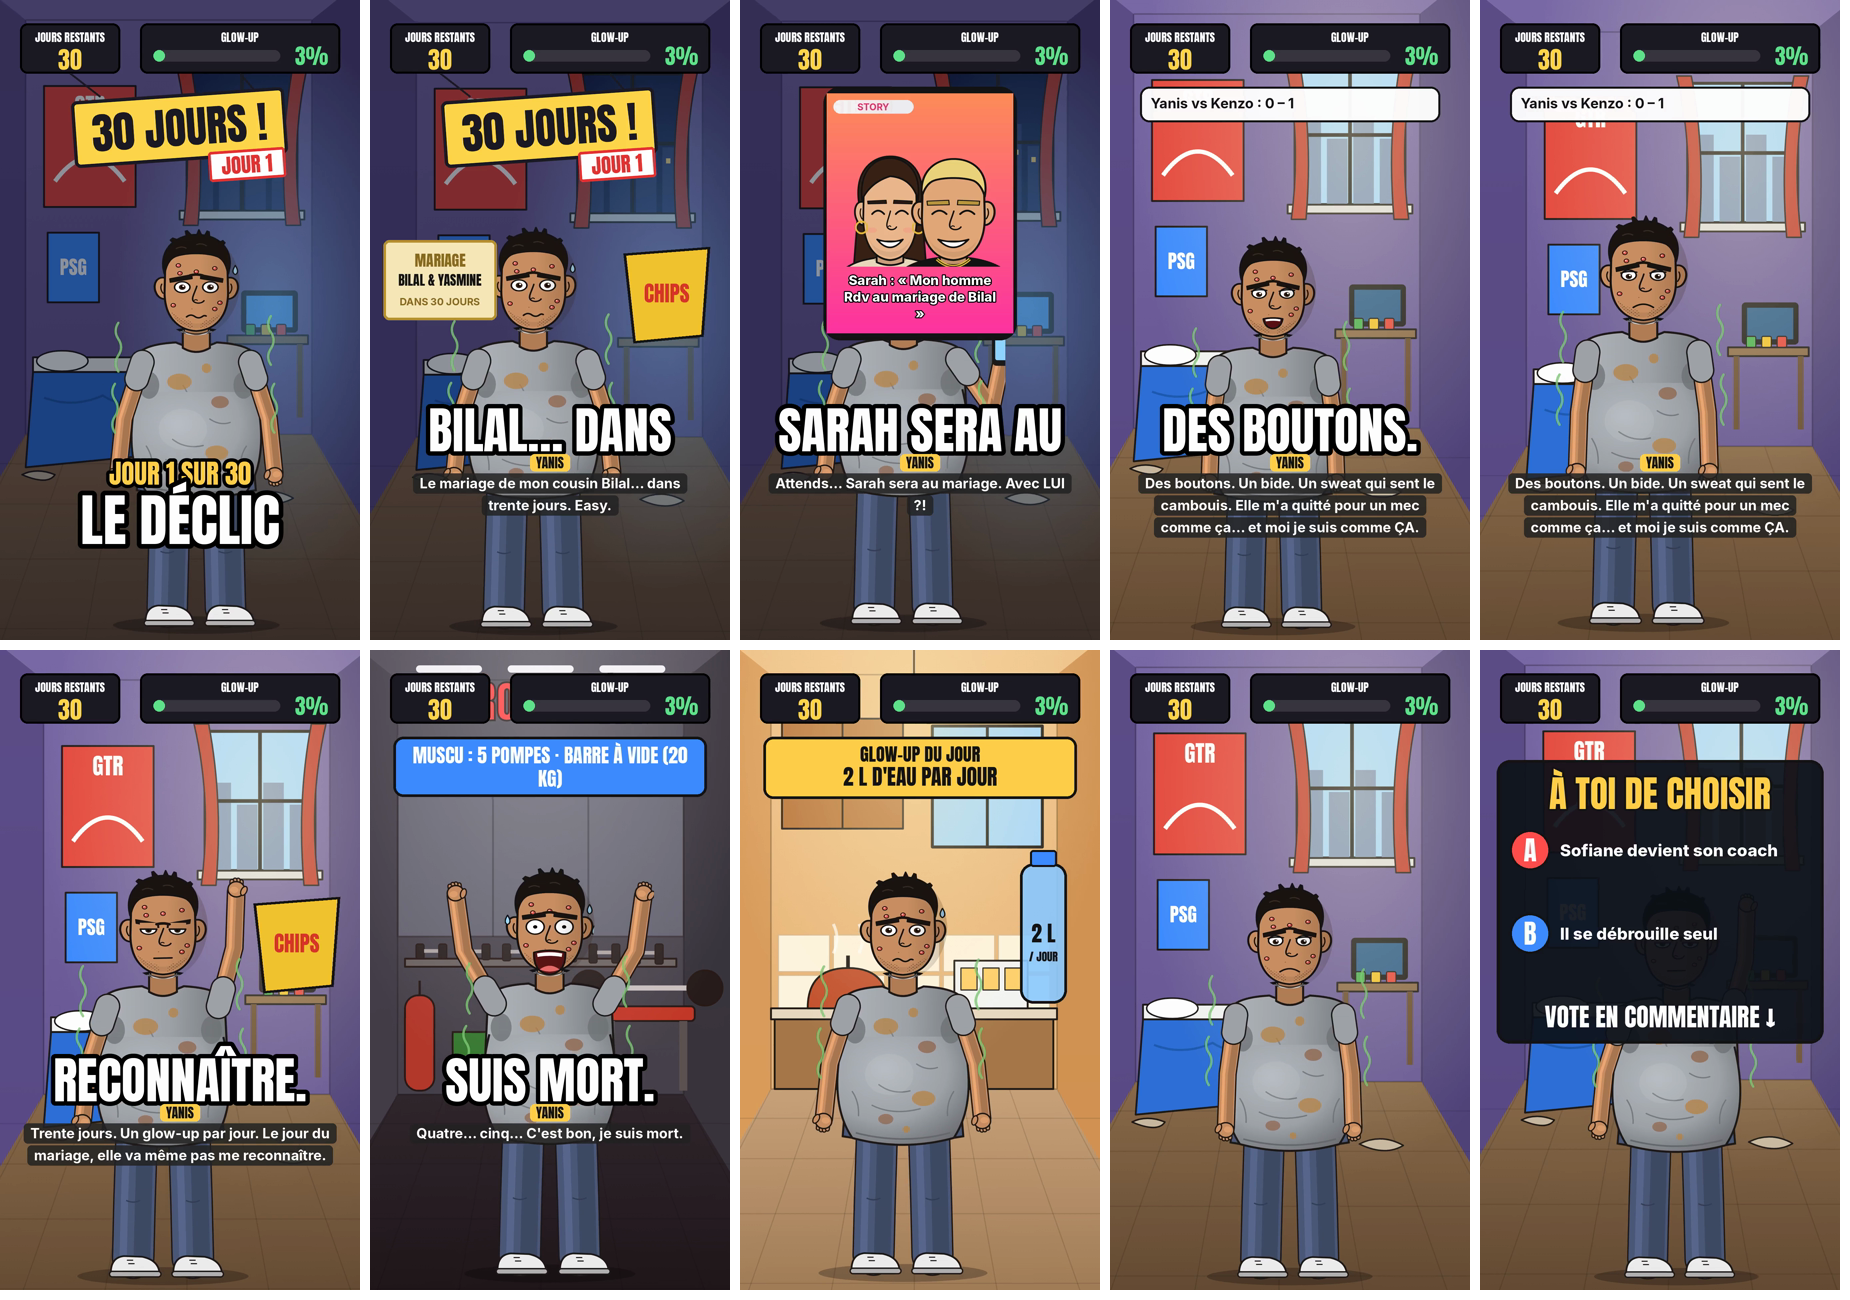 JOURS RESTANTS
30
GLOW-UP
3%
30 JOURS !
JOUR 1
PSG
JOUR 1 SUR 30
LE DÉCLIC
JOURS RESTANTS
30
GLOW-UP
3%
30 JOURS !
JOUR 1
MARIAGE
BILAL & YASMINE
DANS 30 JOURS
CHIPS
BILAL... DANS
YANIS
Le mariage de mon cousin Bilal... dans
trente jours. Easy.
JOURS RESTANTS
30
GLOW-UP
3%
STORY
Sarah : « Mon homme
Rdv au mariage de Bilal
»
SARAH SERA AU
YANIS
Attends... Sarah sera au mariage. Avec LUI
?!
JOURS RESTANTS
30
GLOW-UP
3%
Yanis vs Kenzo : 0 – 1
PSG
DES BOUTONS.
YANIS
Des boutons. Un bide. Un sweat qui sent le
cambouis. Elle m'a quitté pour un mec
comme ça... et moi je suis comme ÇA.
JOURS RESTANTS
30
GLOW-UP
3%
Yanis vs Kenzo : 0 – 1
PSG
YANIS
Des boutons. Un bide. Un sweat qui sent le
cambouis. Elle m'a quitté pour un mec
comme ça... et moi je suis comme ÇA.
JOURS RESTANTS
30
GLOW-UP
3%
GTR
PSG
CHIPS
RECONNAÎTRE.
YANIS
Trente jours. Un glow-up par jour. Le jour du
mariage, elle va même pas me reconnaître.
JOURS RESTANTS
30
GLOW-UP
3%
MUSCU : 5 POMPES · BARRE À VIDE (20
KG)
SUIS MORT.
YANIS
Quatre... cinq... C'est bon, je suis mort.
JOURS RESTANTS
30
GLOW-UP
3%
GLOW-UP DU JOUR
2 L D'EAU PAR JOUR
2 L
/ JOUR
JOURS RESTANTS
30
GLOW-UP
3%
GTR
PSG
JOURS RESTANTS
30
GLOW-UP
3%
GTR
À TOI DE CHOISIR
A
Sofiane devient son coach
PSG
B
Il se débrouille seul
VOTE EN COMMENTAIRE ↓